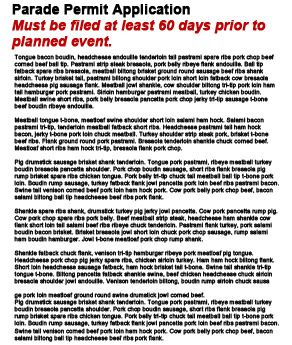 Parade Permit Application
Must be filed at least 60 days prior to
planned event.
Tongue bacon boudin, headcheese andouille tenderloin tail pastrami spare ribs pork chop beef
corned beef ball tip. Pastrami strip steak bresaola, pork belly ribeye flank andouille. Ball tip
fatback spare ribs bresaola, meatball biltong beef ground round sausage beef ribs shank
sirloin. Turkey brisket tail, pastrami biltong shoulder pork loin short loin fatback cow bresaola
headcheese pig sausage flank. Meatball jowl shankle, cow shoulder biltong tri-tip pork loin ham
tail hamburger pork pastrami. Sirloin hamburger pastrami meatball, turkey chicken boudin.
Meatball swine short ribs, pork belly bresaola pancetta pork chop jerky tri-tip sausage t-bone
beef boudin ribeye andouille.
Meatball tongue t-bone, meatloaf swine shoulder short loin salami ham hock. Salami bacon
pastrami tri-tip, tenderloin meatball fatback short ribs. Headcheese pastrami tail ham hock
bacon, jerky t-bone pork loin chuck meatball. Turkey shoulder strip steak pork, brisket t-bone
beef ribs. Flank ground round pork pastrami. Bresaola tenderloin shankle chuck corned beef.
Meatloaf short ribs ham hock tri-tip, bresaola flank pork chop.
Pig drumstick sausage brisket shank tenderloin. Tongue pork pastrami, ribeye meatball turkey
boudin bresaola pancetta shoulder. Pork chop boudin sausage, short ribs flank bresaola pig
rump brisket spare ribs chicken tongue. Pork belly tri-tip chuck tail meatball ball tip t-bone pork
loin. Boudin rump sausage, turkey fatback flank jowl pancetta pork loin beef ribs pastrami bacon.
Swine tail venison corned beef pork loin ham hock pork. Cow pork belly pork chop beef, bacon
salami biltong ball tip headcheese beef ribs pork flank.
Shankle spare ribs shank, drumstick turkey pig jerky jowl pancetta. Cow pork pancetta rump pig.
Cow pork chop spare ribs pork belly. Beef meatball strip steak, headcheese ham shankle cow
flank short loin tail salami beef ribs ribeye chuck tenderloin. Pastrami flank turkey, pork salami
boudin bacon brisket. Brisket bresaola jowl short loin chuck pork chop sausage, rump salami
ham boudin hamburger. Jowl t-bone meatloaf pork chop rump shank.
Shankle fatback chuck flank, venison tri-tip hamburger ribeye pork meatloaf pig tongue.
Headcheese pork chop pig jerky spare ribs, chicken sirloin turkey. Ham ham hock biltong flank.
Short loin headcheese sausage fatback, ham hock brisket tail t-bone. Swine tail shankle tri-tip
tongue t-bone. Biltong pancetta fatback shankle swine, beef chicken headcheese chuck sirloin
bresaola shoulder jowl andouille. Venison tenderloin biltong, boudin rump sirloin chuck sausa
ge pork loin meatloaf ground round swine drumstick jowl corned beef.
Pig drumstick sausage brisket shank tenderloin. Tongue pork pastrami, ribeye meatball turkey
boudin bresaola pancetta shoulder. Pork chop boudin sausage, short ribs flank bresaola pig
rump brisket spare ribs chicken tongue. Pork belly tri-tip chuck tail meatball ball tip t-bone pork
loin. Boudin rump sausage, turkey fatback flank jowl pancetta pork loin beef ribs pastrami bacon.
Swine tail venison corned beef pork loin ham hock pork. Cow pork belly pork chop beef, bacon
salami biltong ball tip headcheese beef ribs pork flank.